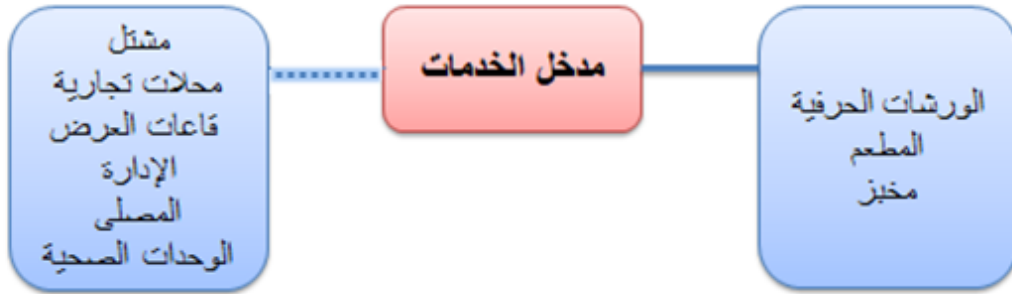 مدخل الخدمات
الورشات الحرفية
المطعم
مخبز
مشتل
محلات تجارية
قاعات العرض
الإدارة
المصلى
الوحدات الصحية